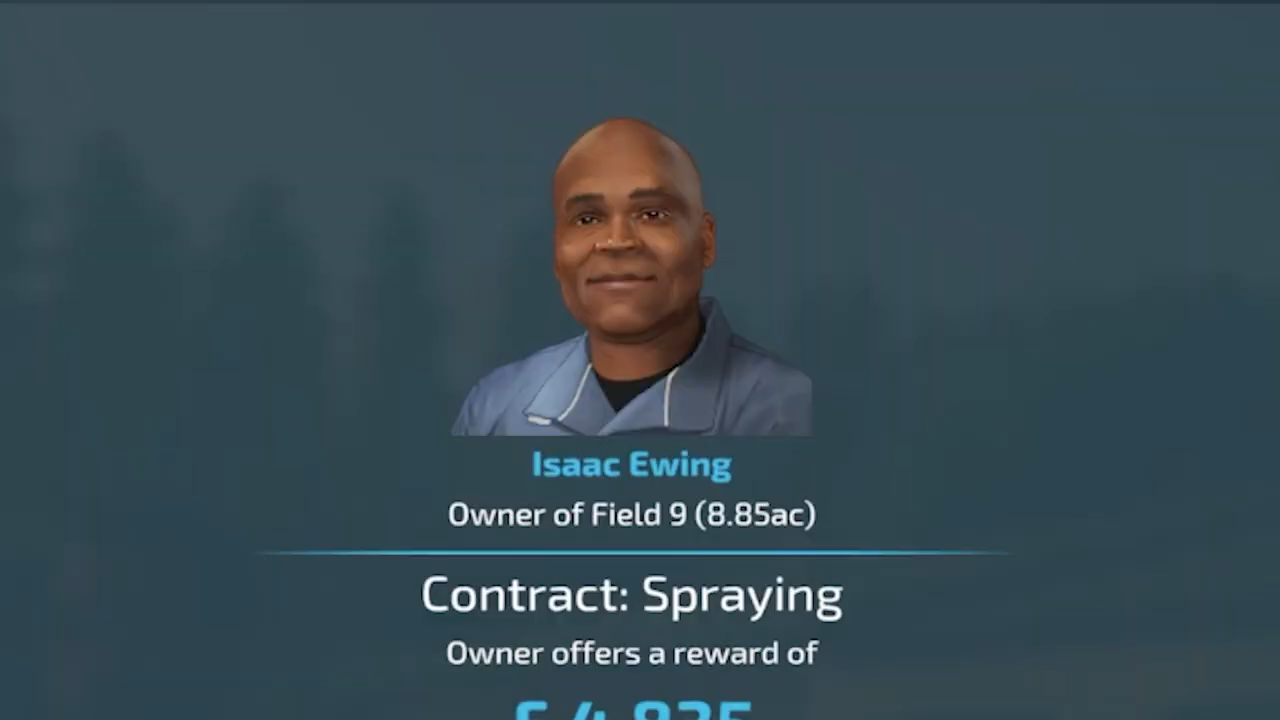 Isaac Ewing
Owner of Field 9 (8.85ac)
Contract: Spraying
Owner offers a reward of